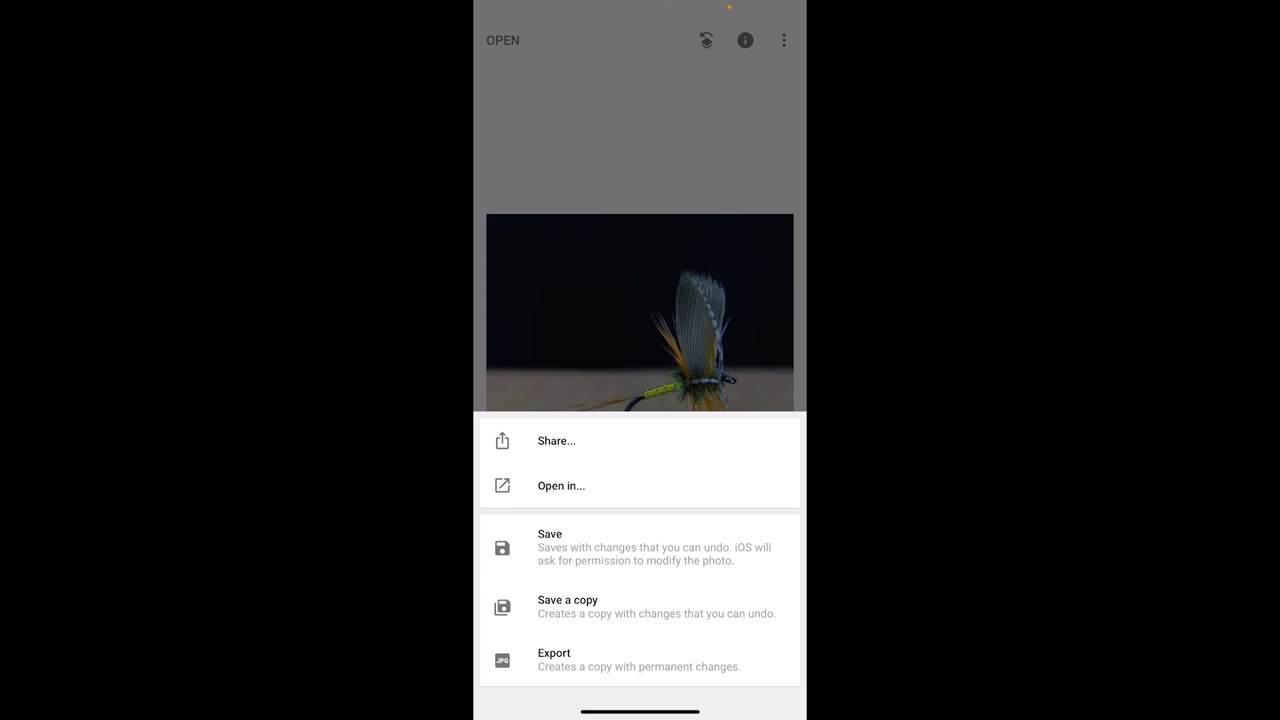 OPEN
Share...
Open in...
Save
Saves with changes that you can undo. iOS will
ask for permission to modify the photo.
Save a copy
Creates a copy with changes that you can undo.
JPG
Export
Creates a copy with permanent changes.